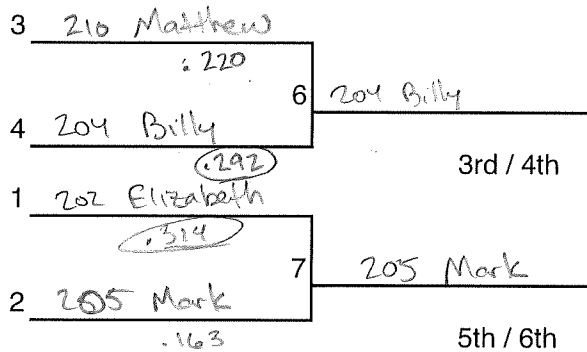 3 210 Matthew
.220
6 204 Billy
4 204 Billy
.292
3rd / 4th
1 202 Elizabeth
.314
7 205 Mark
2 205 Mark
.163
5th / 6th